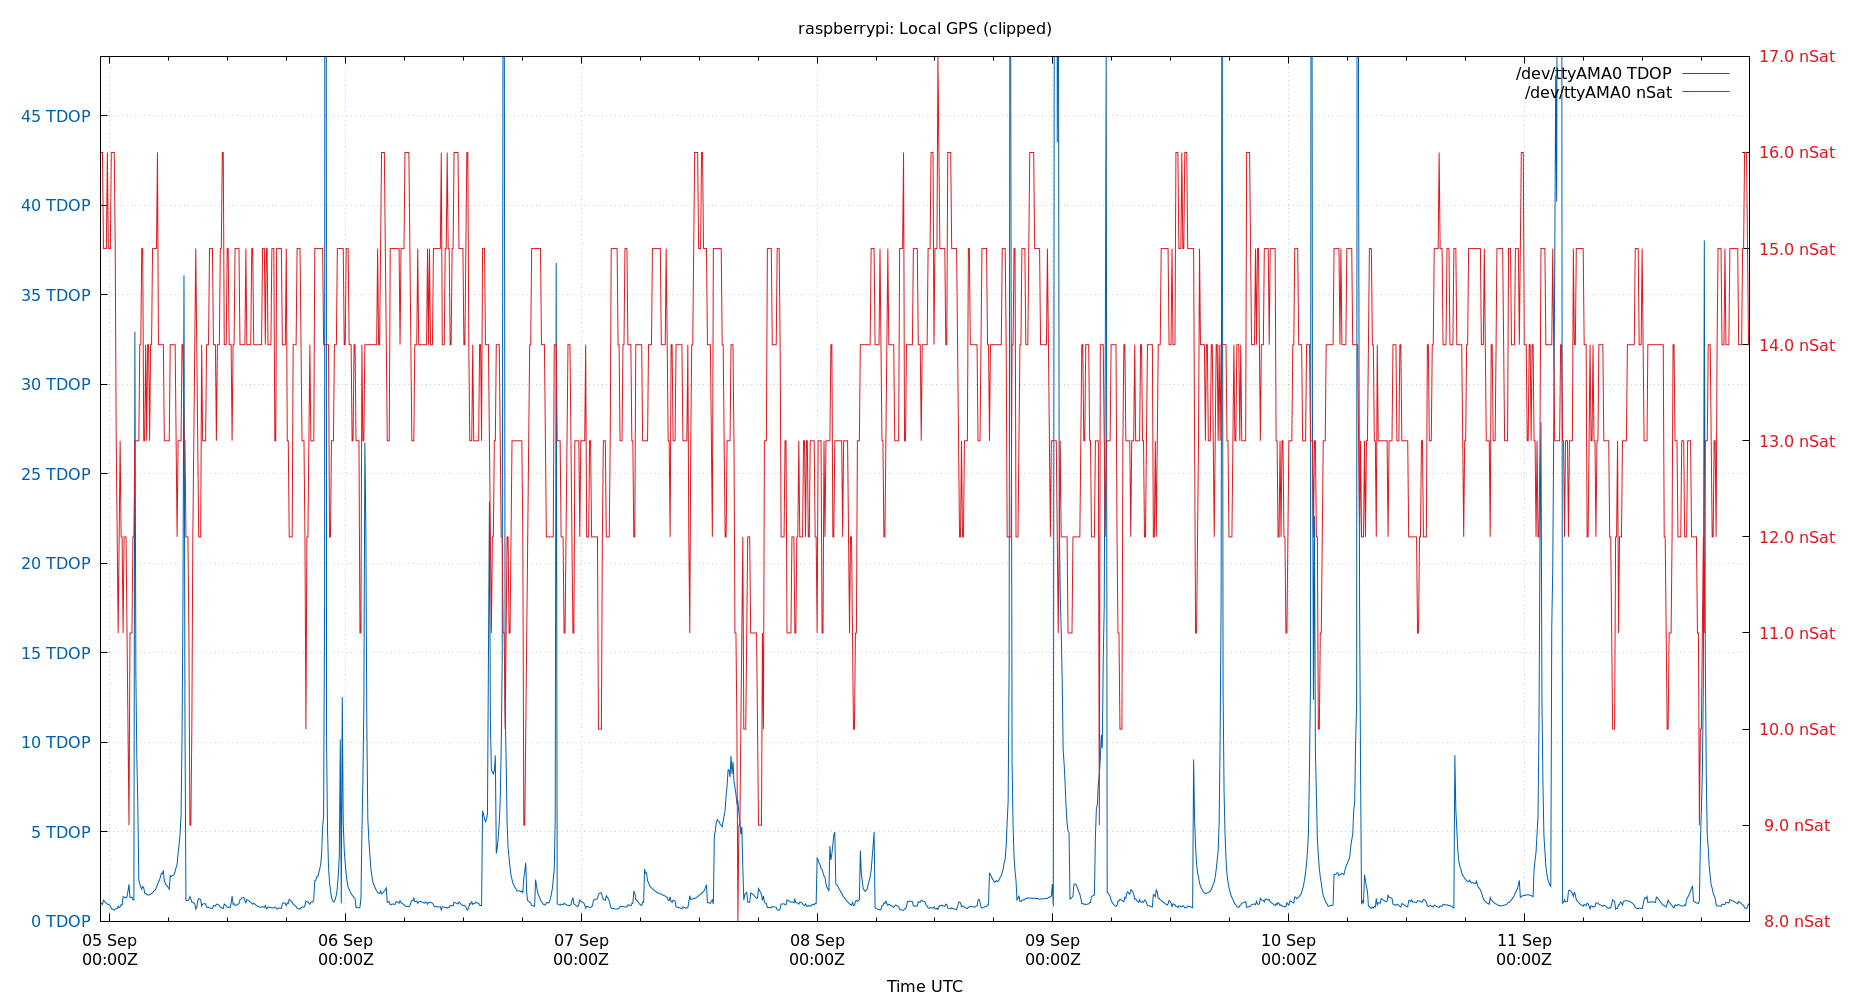 raspberrypi: Local GPS (clipped)
/dev/ttyAMA0 TDOP
/dev/ttyAMA0 nSat
45 TDOP
40 TDOP
35 TDOP
30 TDOP
25 TDOP
20 TDOP
15 TDOP
10 TDOP
5 TDOP
0 TDOP
17.0 nSat
16.0 nSat
15.0 nSat
14.0 nSat
13.0 nSat
12.0 nSat
11.0 nSat
10.0 nSat
9.0 nSat
8.0 nSat
05 Sep
00:00Z
06 Sep
00:00Z
07 Sep
00:00Z
08 Sep
00:00Z
09 Sep
00:00Z
10 Sep
00:00Z
11 Sep
00:00Z
Time UTC